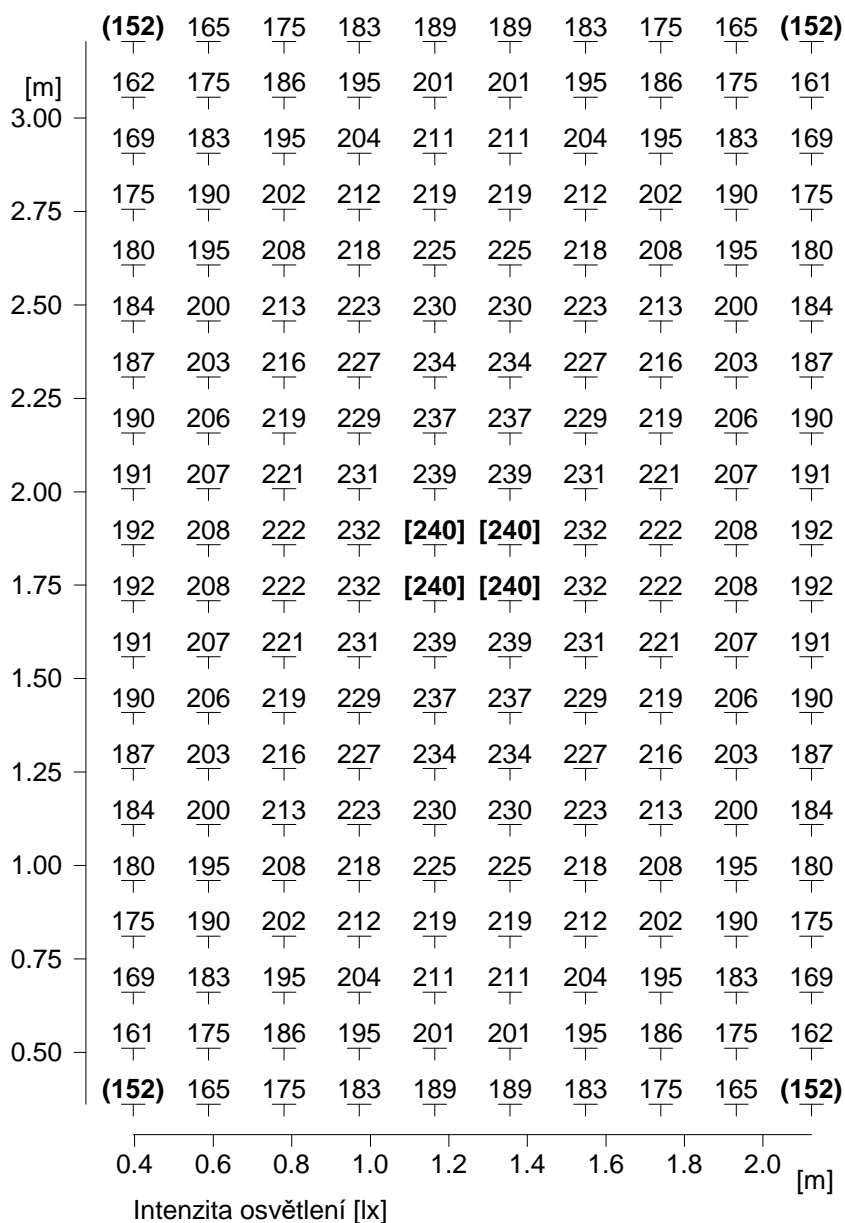 (152) 165 175 183 189 189 183 175 165 (152)
[m] 162 175 186 195 201 201 195 186 175 161
3.00
169 183 195 204 211 211 204 195 183 169
175 190 202 212 219 219 212 202 190 175
2.75
180 195 208 218 225 225 218 208 195 180
2.50 184 200 213 223 230 230 223 213 200 184
187 203 216 227 234 234 227 216 203 187
2.25
190 206 219 229 237 237 229 219 206 190
191 207 221 231 239 239 231 221 207 191
2.00
192 208 222 232 [240] [240] 232 222 208 192
1.75 192 208 222 232 [240] [240] 232 222 208 192
191 207 221 231 239 239 231 221 207 191
1.50
190 206 219 229 237 237 229 219 206 190
187 203 216 227 234 234 227 216 203 187
1.25
184 200 213 223 230 230 223 213 200 184
1.00 180 195 208 218 225 225 218 208 195 180
175 190 202 212 219 219 212 202 190 175
0.75
169 183 195 204 211 211 204 195 183 169
0.50 161 175 186 195 201 201 195 186 175 162
(152) 165 175 183 189 189 183 175 165 (152)
0.4 0.6 0.8 1.0 1.2 1.4 1.6 1.8 2.0 [m]
Intenzita osvětlení [lx]